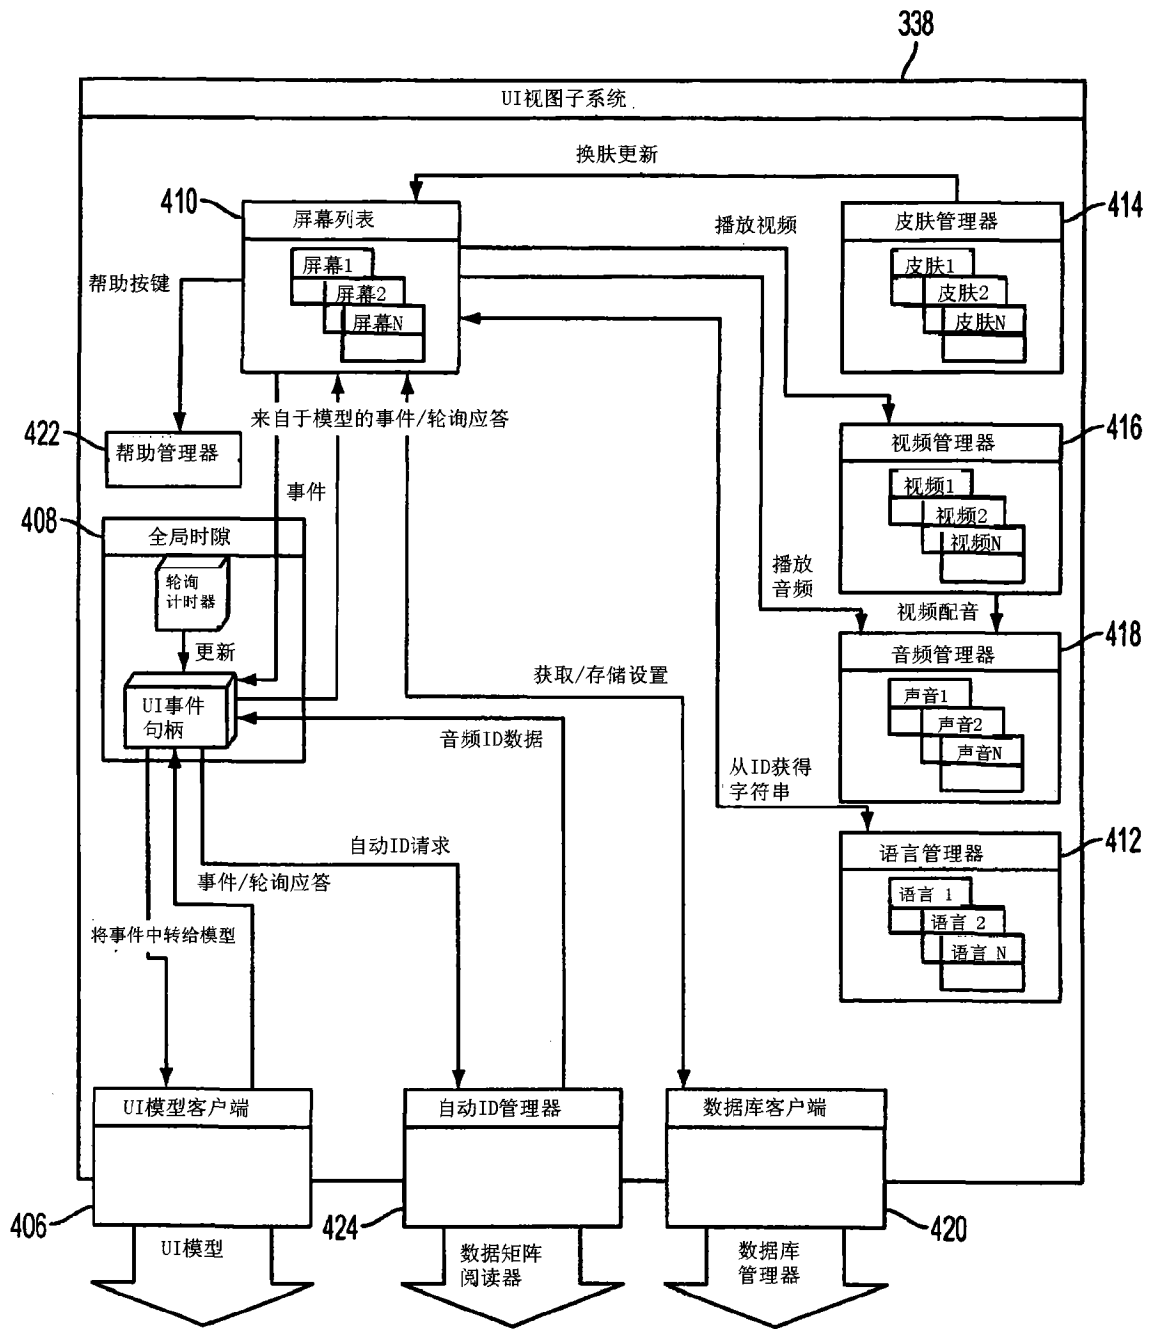 338
UI视图子系统
换肤更新
410
屏幕列表
屏幕1
屏幕2
屏幕N
播放视频
414
皮肤管理器
皮肤1
皮肤2
皮肤N
帮助按键
来自于模型的事件/轮询应答
422
帮助管理器
416
视频管理器
视频1
视频2
视频N
事件
408
全局时隙
轮询
计时器
更新
UI事件
句柄
播放
音频
视频配音
418
音频管理器
声音1
声音2
声音N
获取/存储设置
音频ID数据
从ID获得
字符串
自动ID请求
事件/轮询应答
将事件中转给模型
412
语言管理器
语言 1
语言 2
语言 N
UI模型客户端
自动ID管理器
数据库客户端
406
424
420
UI模型
数据矩阵
阅读器
数据库
管理器